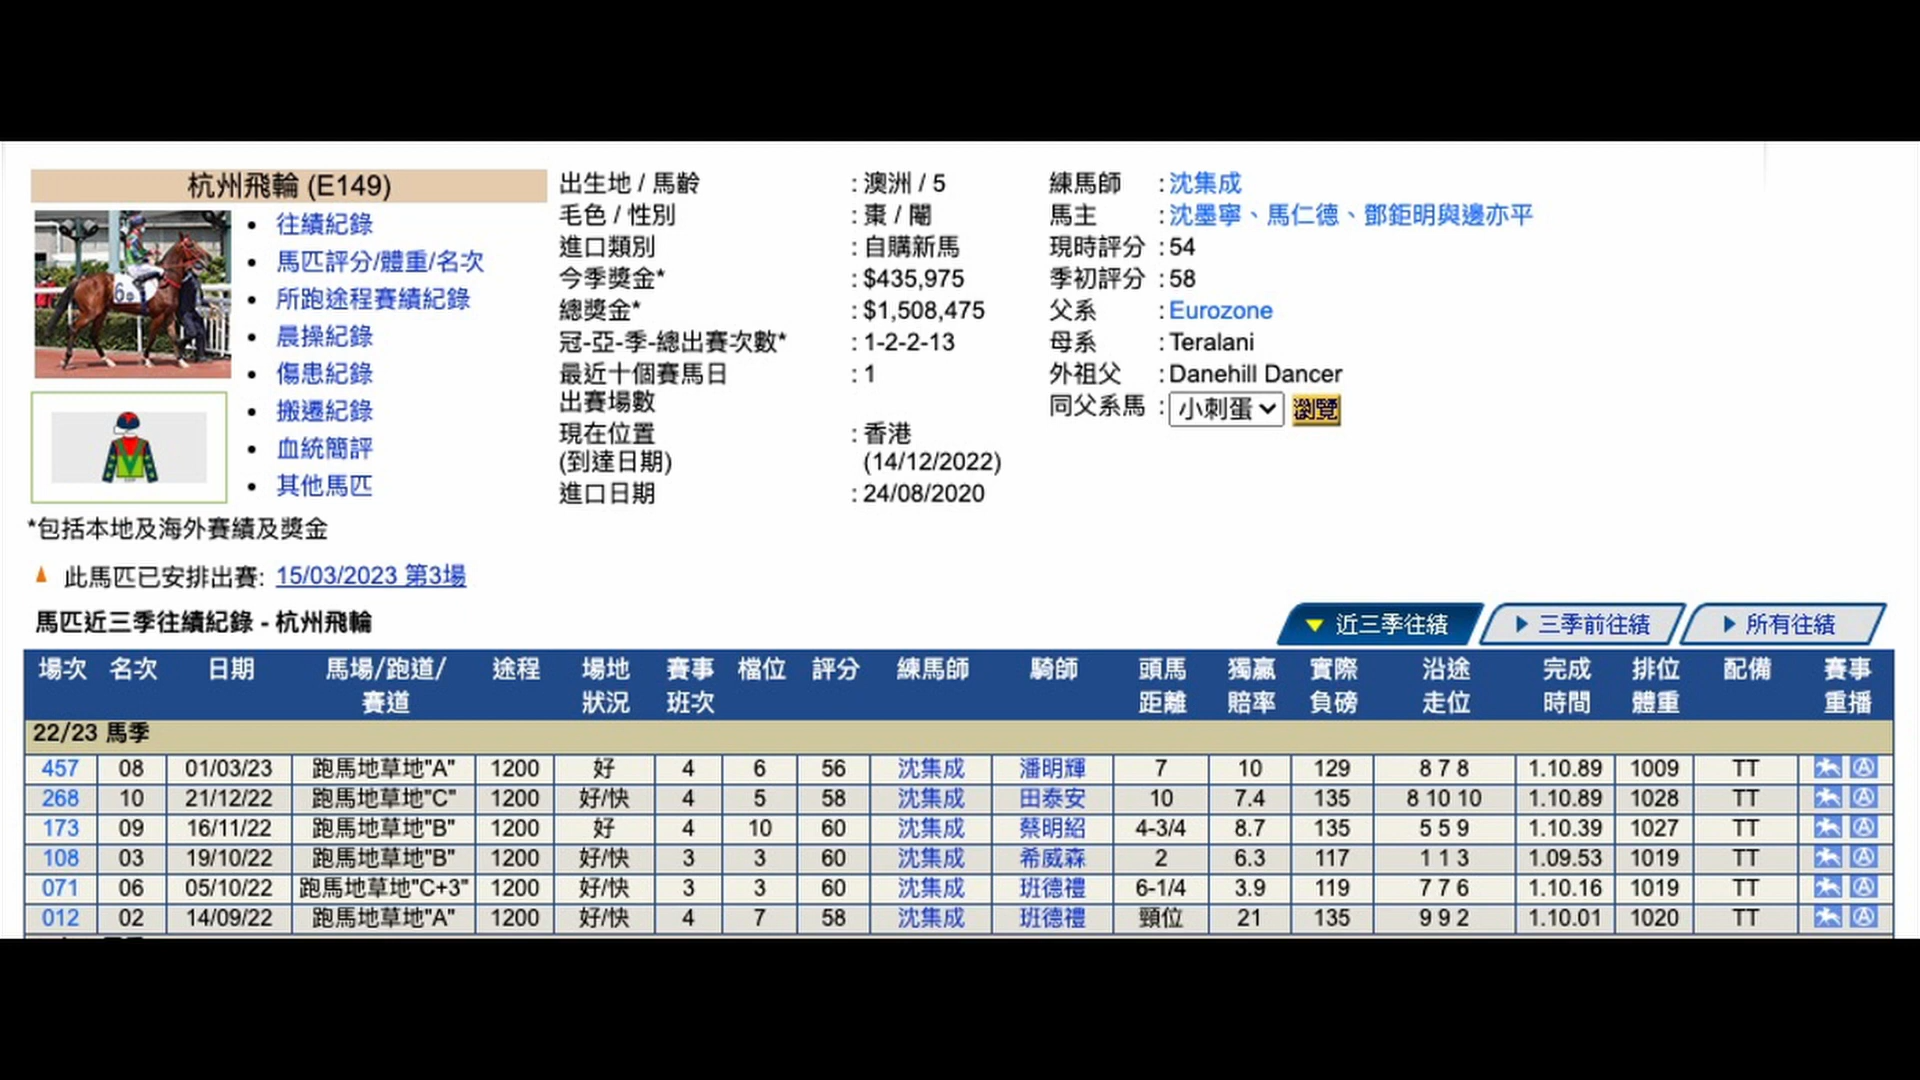 杭州飛輪 (E149)
往績紀錄
馬匹評分/體重/名次
所跑途程賽績紀錄
晨操紀錄
傷患紀錄
搬遷紀錄
血統簡評
其他馬匹
*包括本地及海外賽績及獎金
出生地 / 馬齡 : 澳洲 / 5
毛色 / 性別 : 棗 / 閹
進口類別 : 自購新馬
今季獎金* : $435,975
總獎金* : $1,508,475
冠-亞-季-總出賽次數* : 1-2-2-13
最近十個賽馬日 : 1
出賽場數
現在位置 : 香港
(到達日期) (14/12/2022)
進口日期 : 24/08/2020
練馬師 : 沈集成
馬主 : 沈墨寧、馬仁德、鄧鉅明與邊亦平
現時評分 : 54
季初評分 : 58
父系 : Eurozone
母系 : Teralani
外祖父 : Danehill Dancer
同父系馬 : 小刺蛋 瀏覽
此馬匹已安排出賽: 15/03/2023 第3場
馬匹近三季往績紀錄 - 杭州飛輪
近三季往績 三季前往績 所有往績
場次 名次 日期 馬場/跑道/賽道 途程 場地狀況 賽事班次 檔位 評分 練馬師 騎師 頭馬距離 獨贏賠率 實際負磅 沿途走位 完成時間 排位體重 配備 賽事重播
22/23 馬季
457 08 01/03/23 跑馬地草地"A" 1200 好 4 6 56 沈集成 潘明輝 7 10 129 8 7 8 1.10.89 1009 TT
268 10 21/12/22 跑馬地草地"C" 1200 好/快 4 5 58 沈集成 田泰安 10 7.4 135 8 10 10 1.10.89 1028 TT
173 09 16/11/22 跑馬地草地"B" 1200 好 4 10 60 沈集成 蔡明紹 4-3/4 8.7 135 5 5 9 1.10.39 1027 TT
108 03 19/10/22 跑馬地草地"B" 1200 好/快 3 3 60 沈集成 希威森 2 6.3 117 1 1 3 1.09.53 1019 TT
071 06 05/10/22 跑馬地草地"C+3" 1200 好/快 3 3 60 沈集成 班德禮 6-1/4 3.9 119 7 7 6 1.10.16 1019 TT
012 02 14/09/22 跑馬地草地"A" 1200 好/快 4 7 58 沈集成 班德禮 頸位 21 135 9 9 2 1.10.01 1020 TT